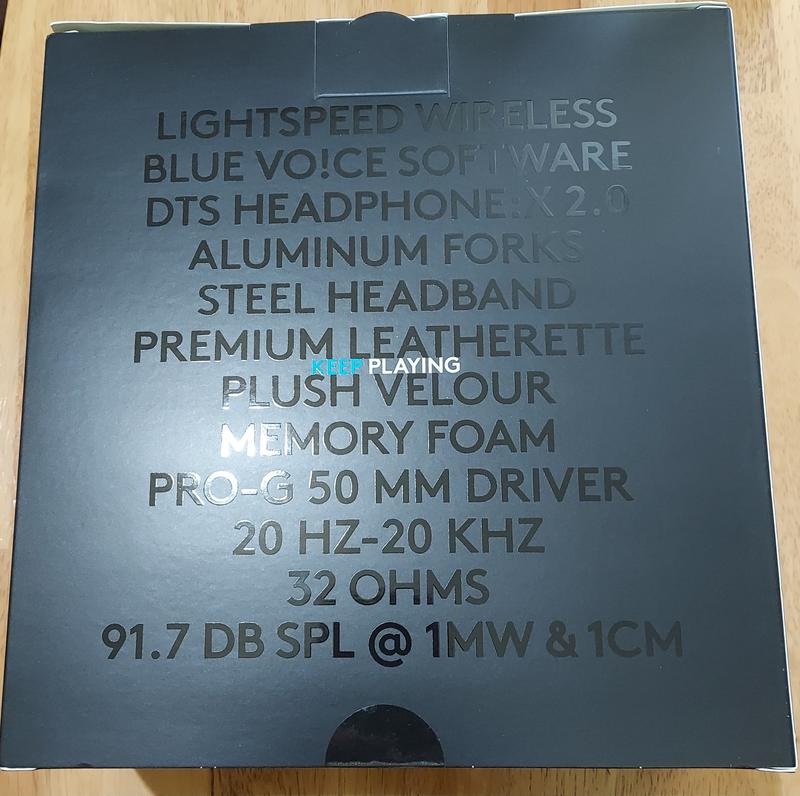 LIGHTSPEED WIRELESS
BLUE VO!CE SOFTWARE
DTS HEADPHONE:X 2.0
ALUMINUM FORKS
STEEL HEADBAND
PREMIUM LEATHERETTE
KEEP PLAYING
PLUSH VELOUR
MEMORY FOAM
PRO-G 50 MM DRIVER
20 HZ-20 KHZ
32 OHMS
91.7 DB SPL @ 1MW & 1CM